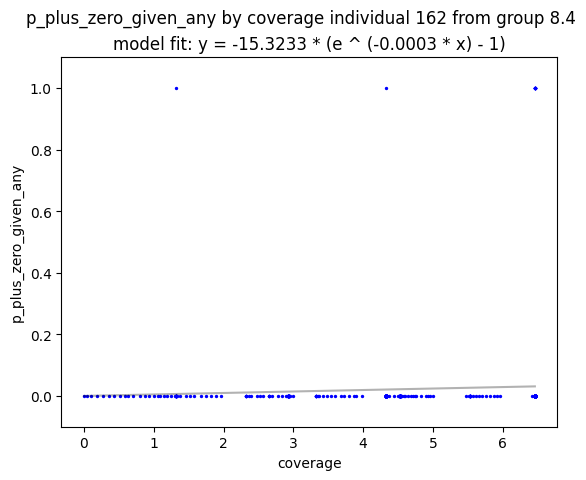 p_plus_zero_given_any by coverage individual 162 from group 8.4
model fit: y = -15.3233 * (e ^ (-0.0003 * x) - 1)
1.0
0.8
0.6
0.4
0.2
0.0
p_plus_zero_given_any
0 1 2 3 4 5 6
coverage